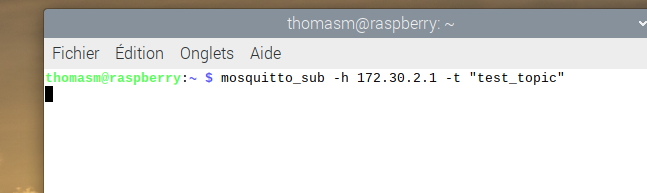 thomasm@raspberry: ~
Fichier Édition Onglets Aide
thomasm@raspberry:~ $ mosquitto_sub -h 172.30.2.1 -t "test_topic"